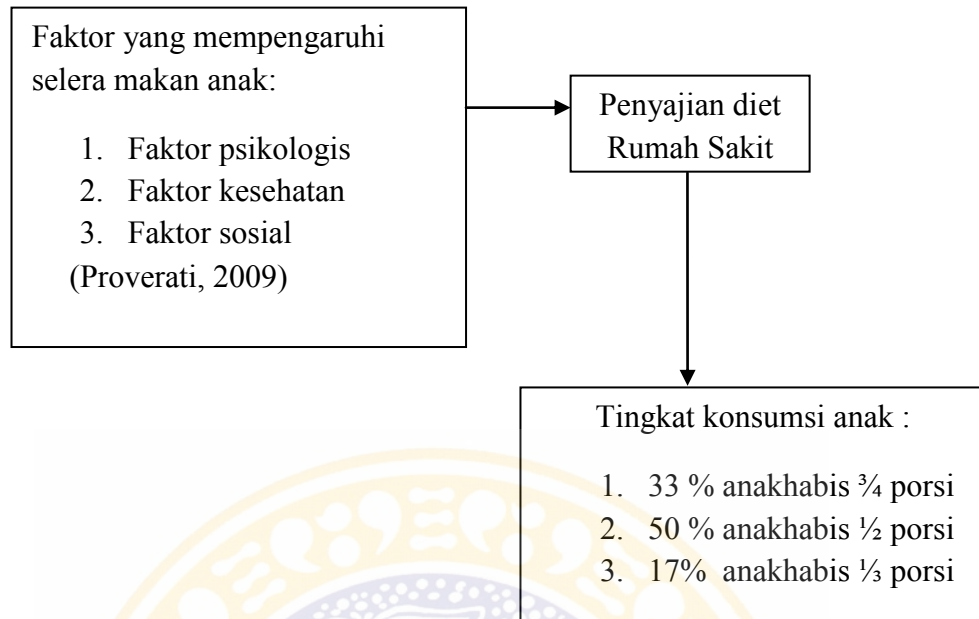 Faktor yang mempengaruhi
selera makan anak:
1. Faktor psikologis
2. Faktor kesehatan
3. Faktor sosial
(Proverati, 2009)
Penyajian diet
Rumah Sakit
Tingkat konsumsi anak :
1. 33 % anakhabis ¾ porsi
2. 50 % anakhabis ½ porsi
3. 17% anakhabis ⅓ porsi